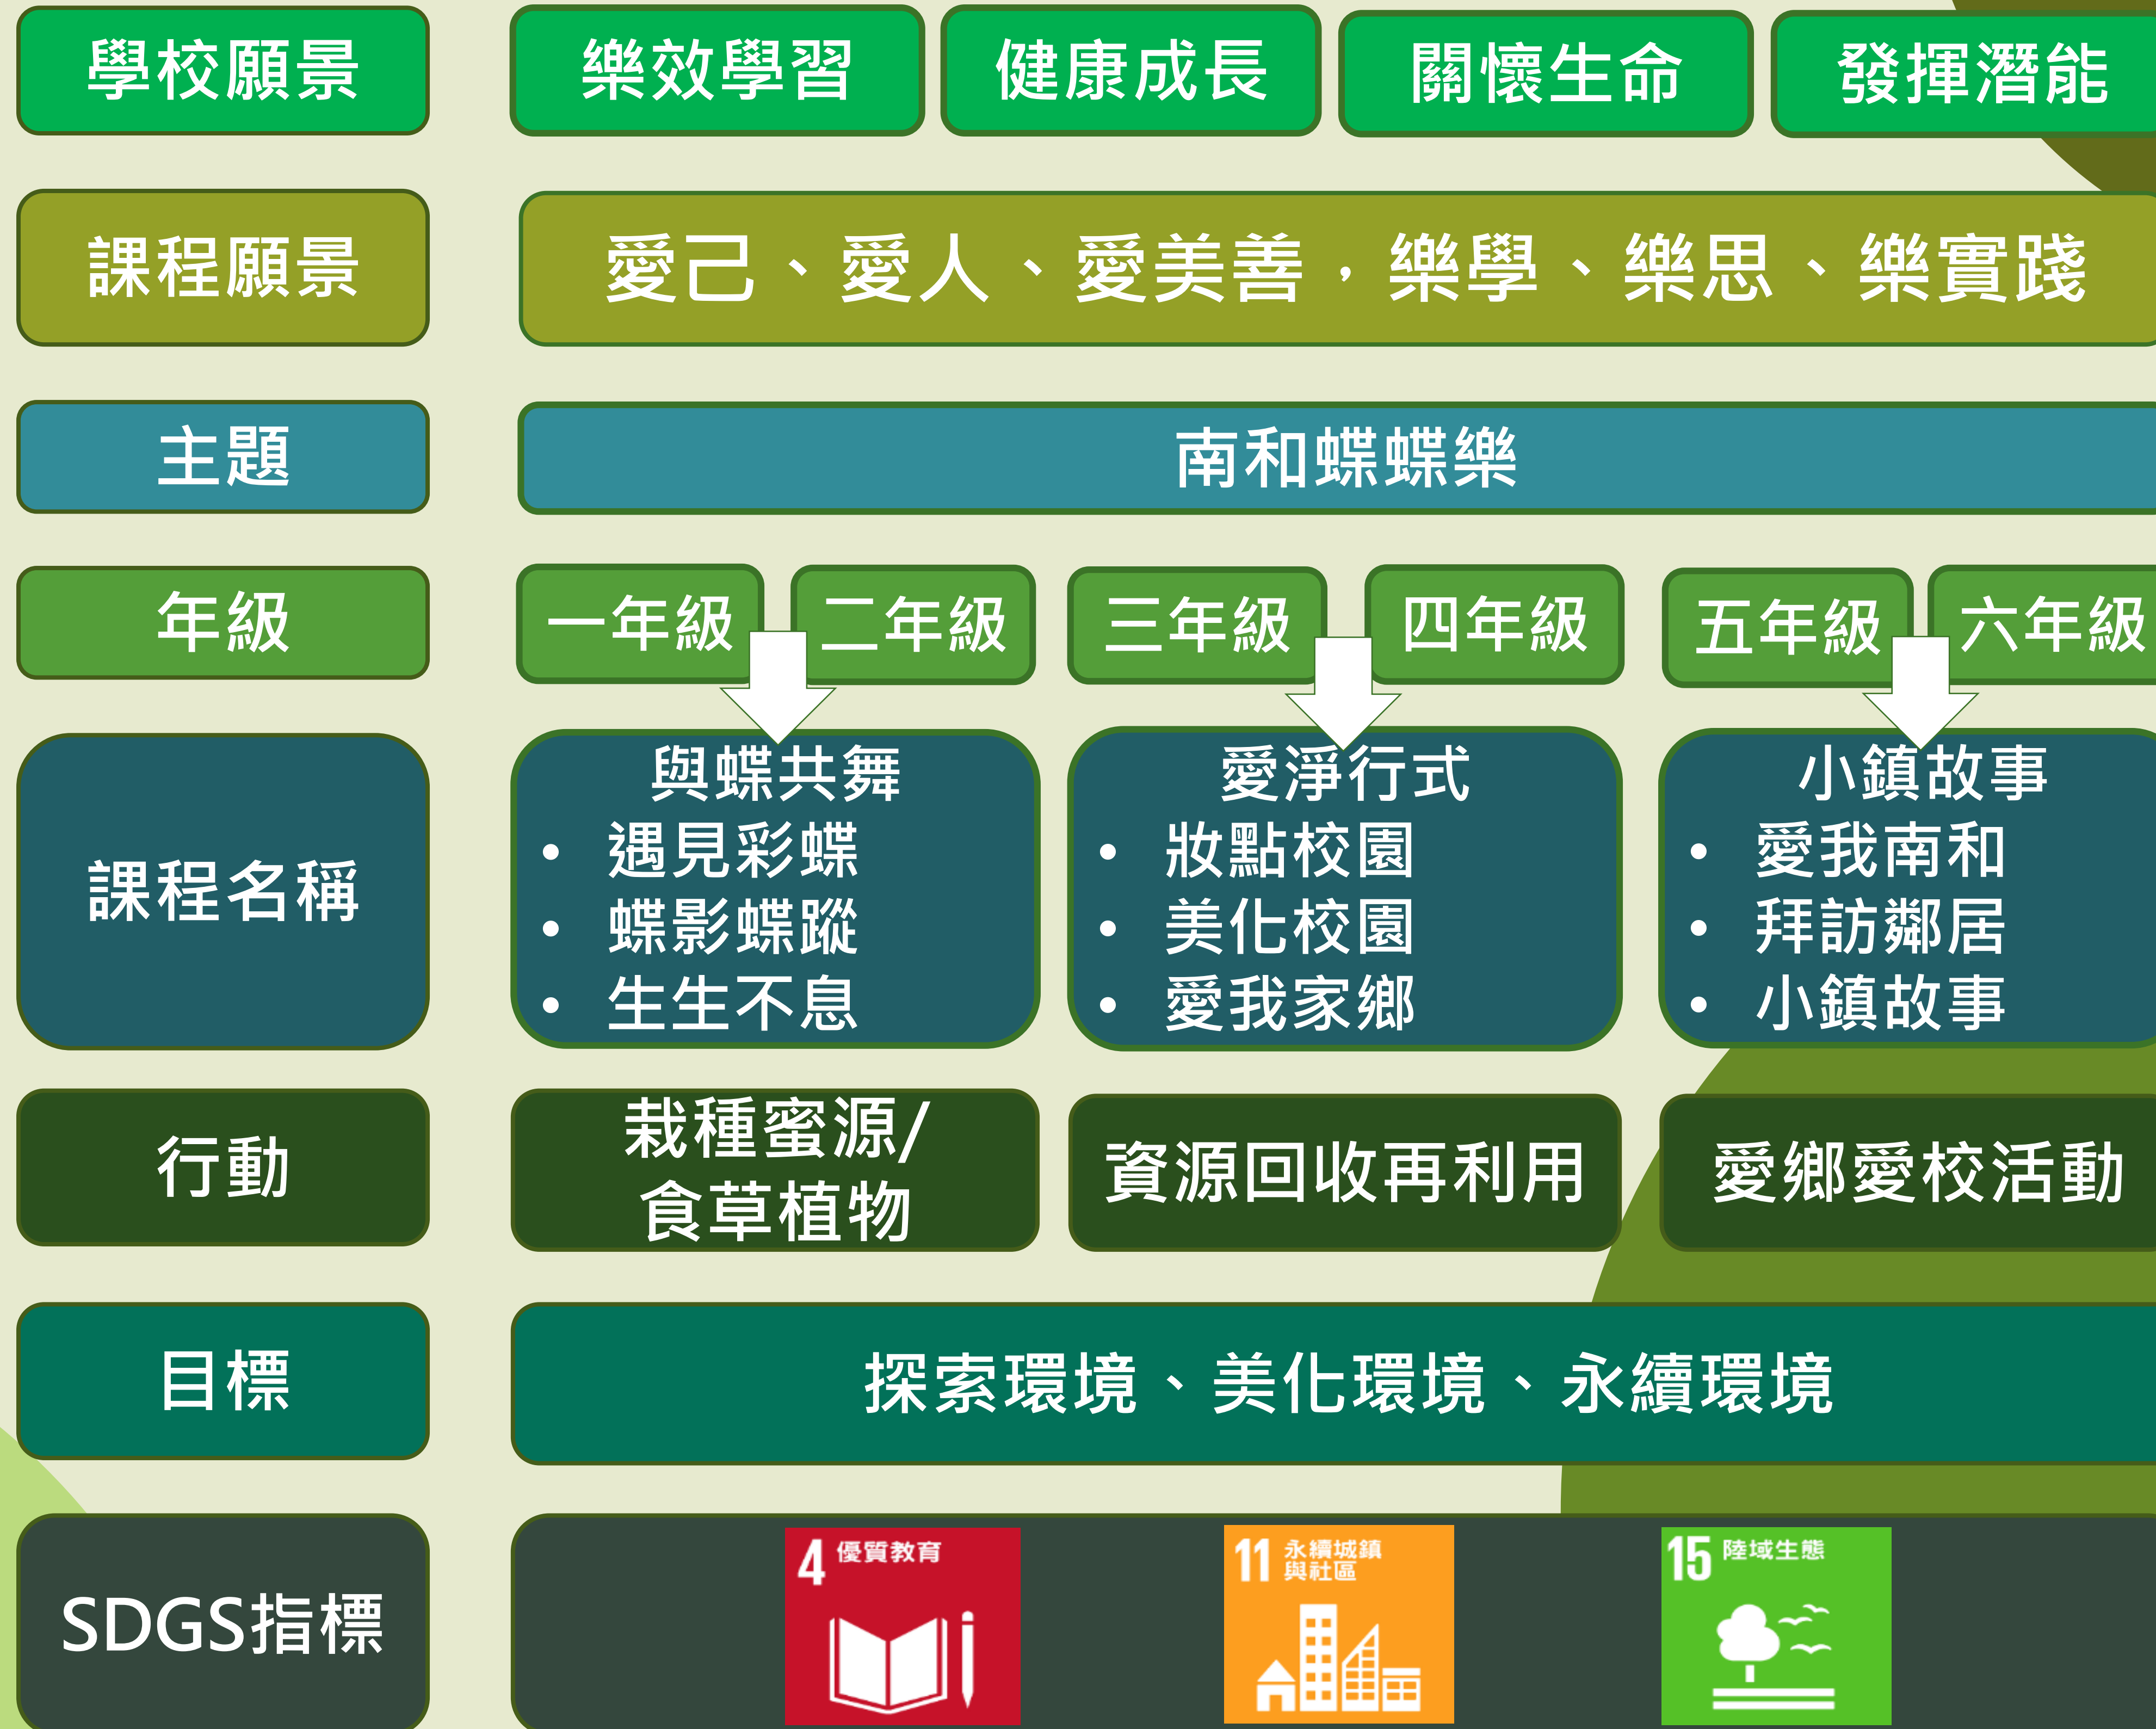 學校願景
樂效學習
健康成長
關懷生命
發揮潛能
課程願景
愛己、愛人、愛美善，樂學、樂思、樂實踐
主題
南和蝶蝶樂
年級
一年級
二年級
三年級
四年級
五年級
六年級
課程名稱
與蝶共舞
• 遇見彩蝶
• 蝶影蝶蹤
• 生生不息
愛淨行式
• 妝點校園
• 美化校園
• 愛我家鄉
小鎮故事
• 愛我南和
• 拜訪鄰居
• 小鎮故事
行動
栽種蜜源/
食草植物
資源回收再利用
愛鄉愛校活動
目標
探索環境、美化環境、永續環境
SDGS指標
4 優質教育
11 永續城鎮
與社區
15 陸域生態